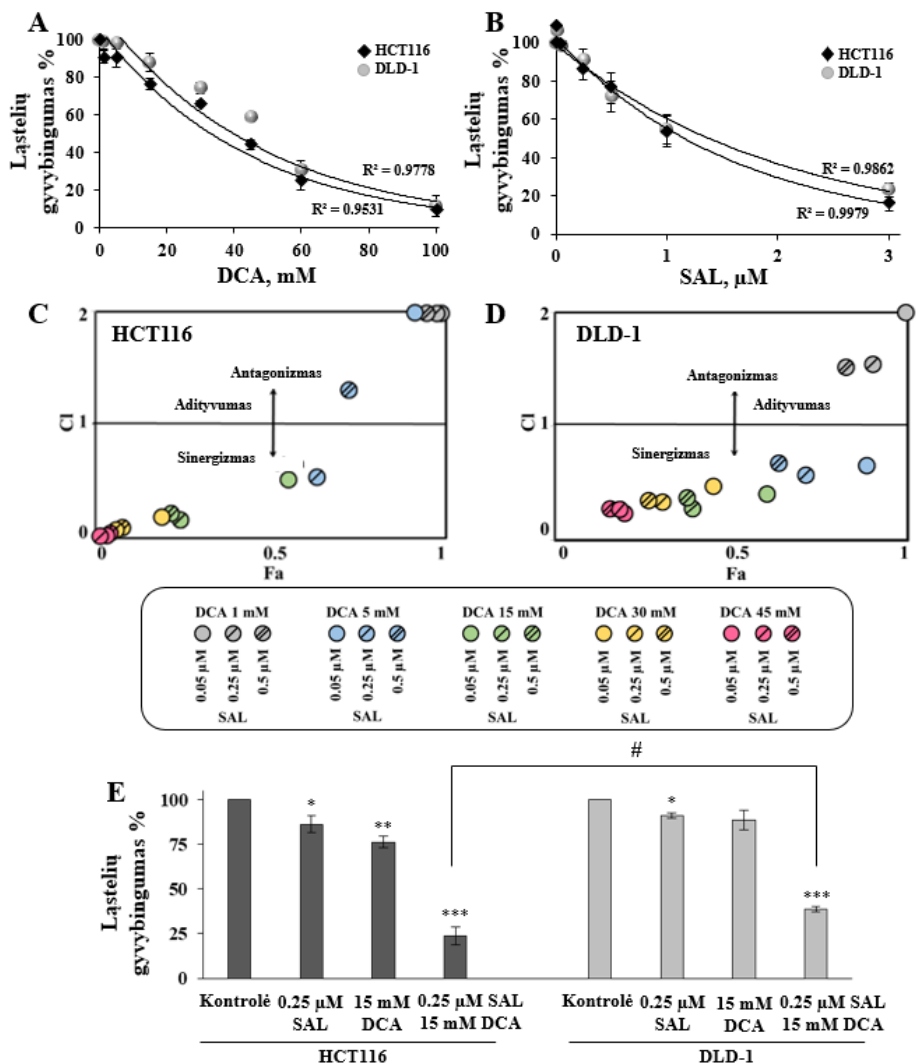 A
Ląstelių
gyvybingumas %
100
80
60
40
20
0
HCT116
DLD-1
R² = 0.9778
R² = 0.9531
0 20 40 60 80 100
DCA, mM
B
Ląstelių
gyvybingumas %
100
80
60
40
20
0
HCT116
DLD-1
R² = 0.9862
R² = 0.9979
0 1 2 3
SAL, µM
C
HCT116
2
1
0
CI
Antagonizmas
Adityvumas
Sinergizmas
0 0.5 1
Fa
D
DLD-1
2
1
0
CI
Antagonizmas
Adityvumas
Sinergizmas
0 0.5 1
Fa
DCA 1 mM DCA 5 mM DCA 15 mM DCA 30 mM DCA 45 mM
0.05 µM 0.25 µM 0.5 µM 0.05 µM 0.25 µM 0.5 µM 0.05 µM 0.25 µM 0.5 µM 0.05 µM 0.25 µM 0.5 µM 0.05 µM 0.25 µM 0.5 µM
SAL SAL SAL SAL SAL
E
Ląstelių
gyvybingumas %
100
75
50
25
0
#
* ** *** * ***
Kontrolė 0.25 µM 15 mM 0.25 µM SAL Kontrolė 0.25 µM 15 mM 0.25 µM SAL
SAL DCA 15 mM DCA SAL DCA 15 mM DCA
HCT116 DLD-1